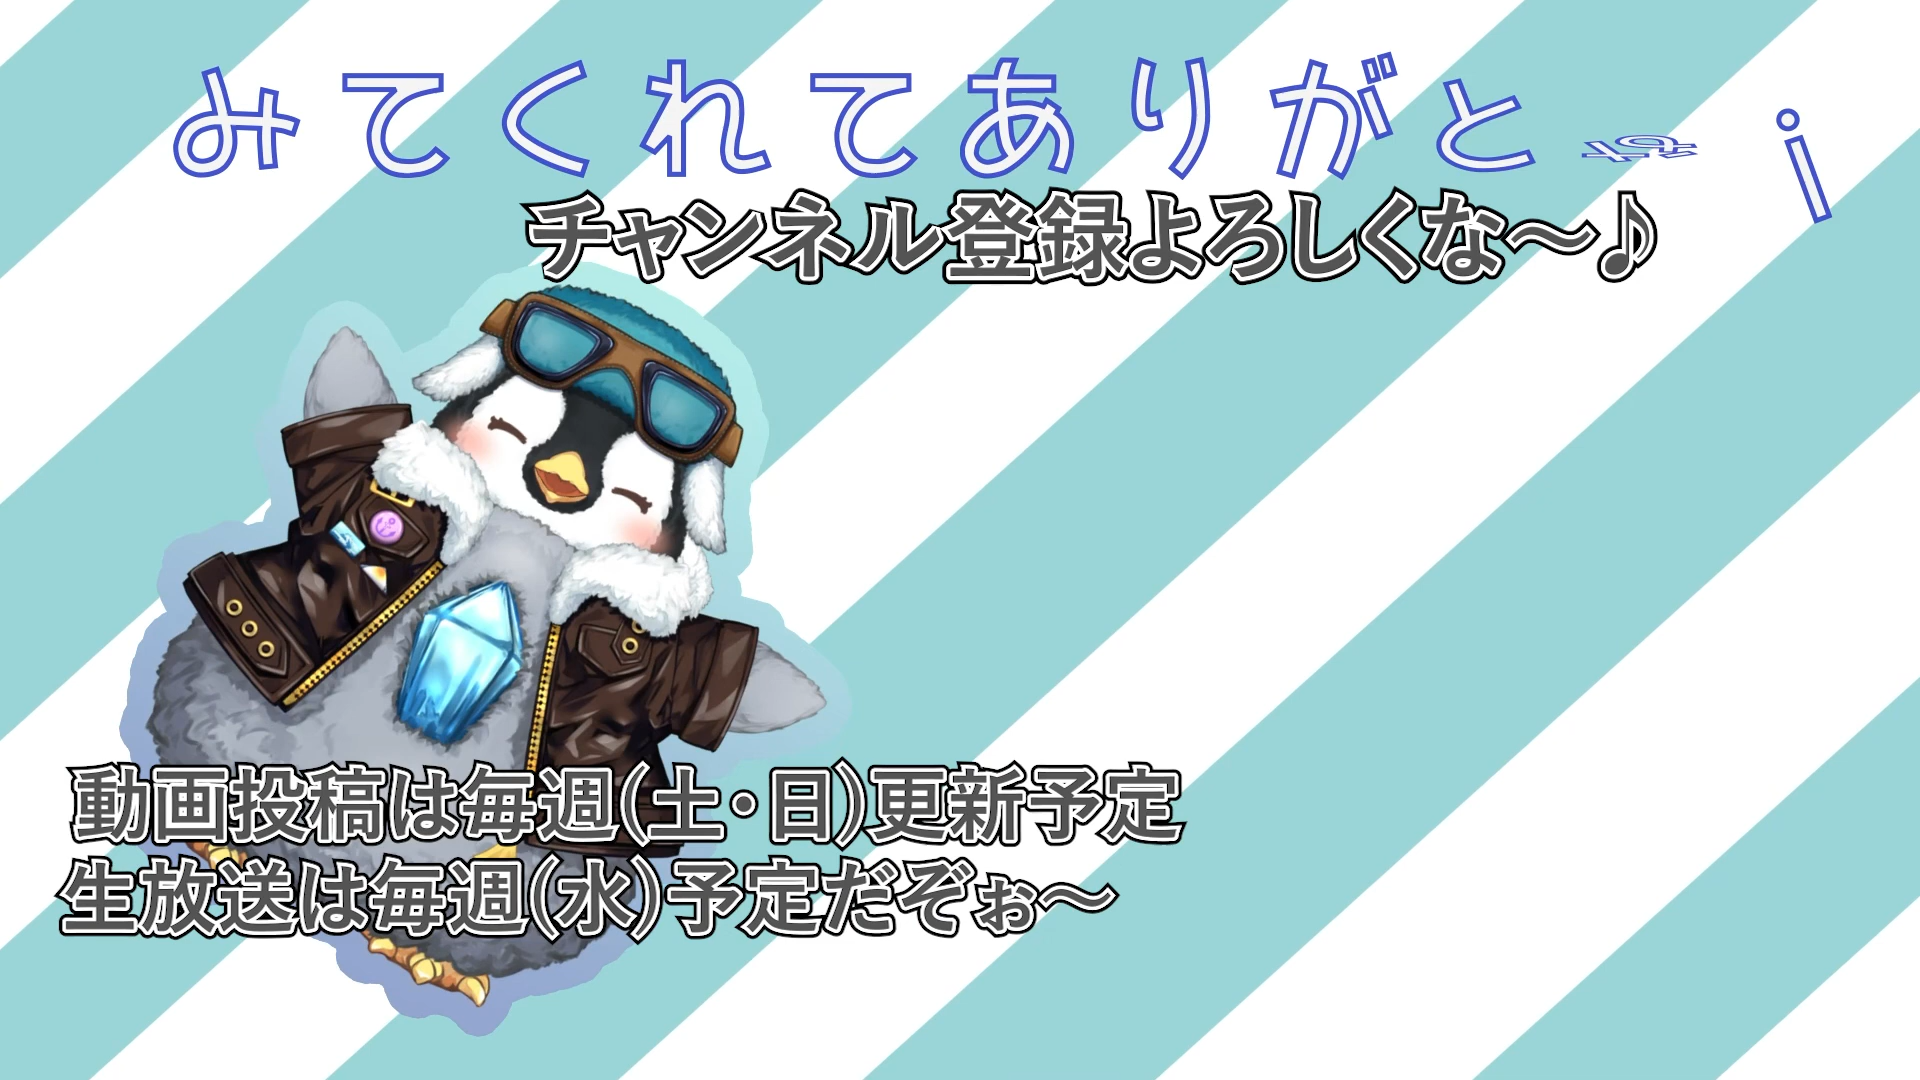 みてくれてありがとな!
チャンネル登録よろしくな～♪
動画投稿は毎週(土・日)更新予定
生放送は毎週(水)予定だぞぉ～